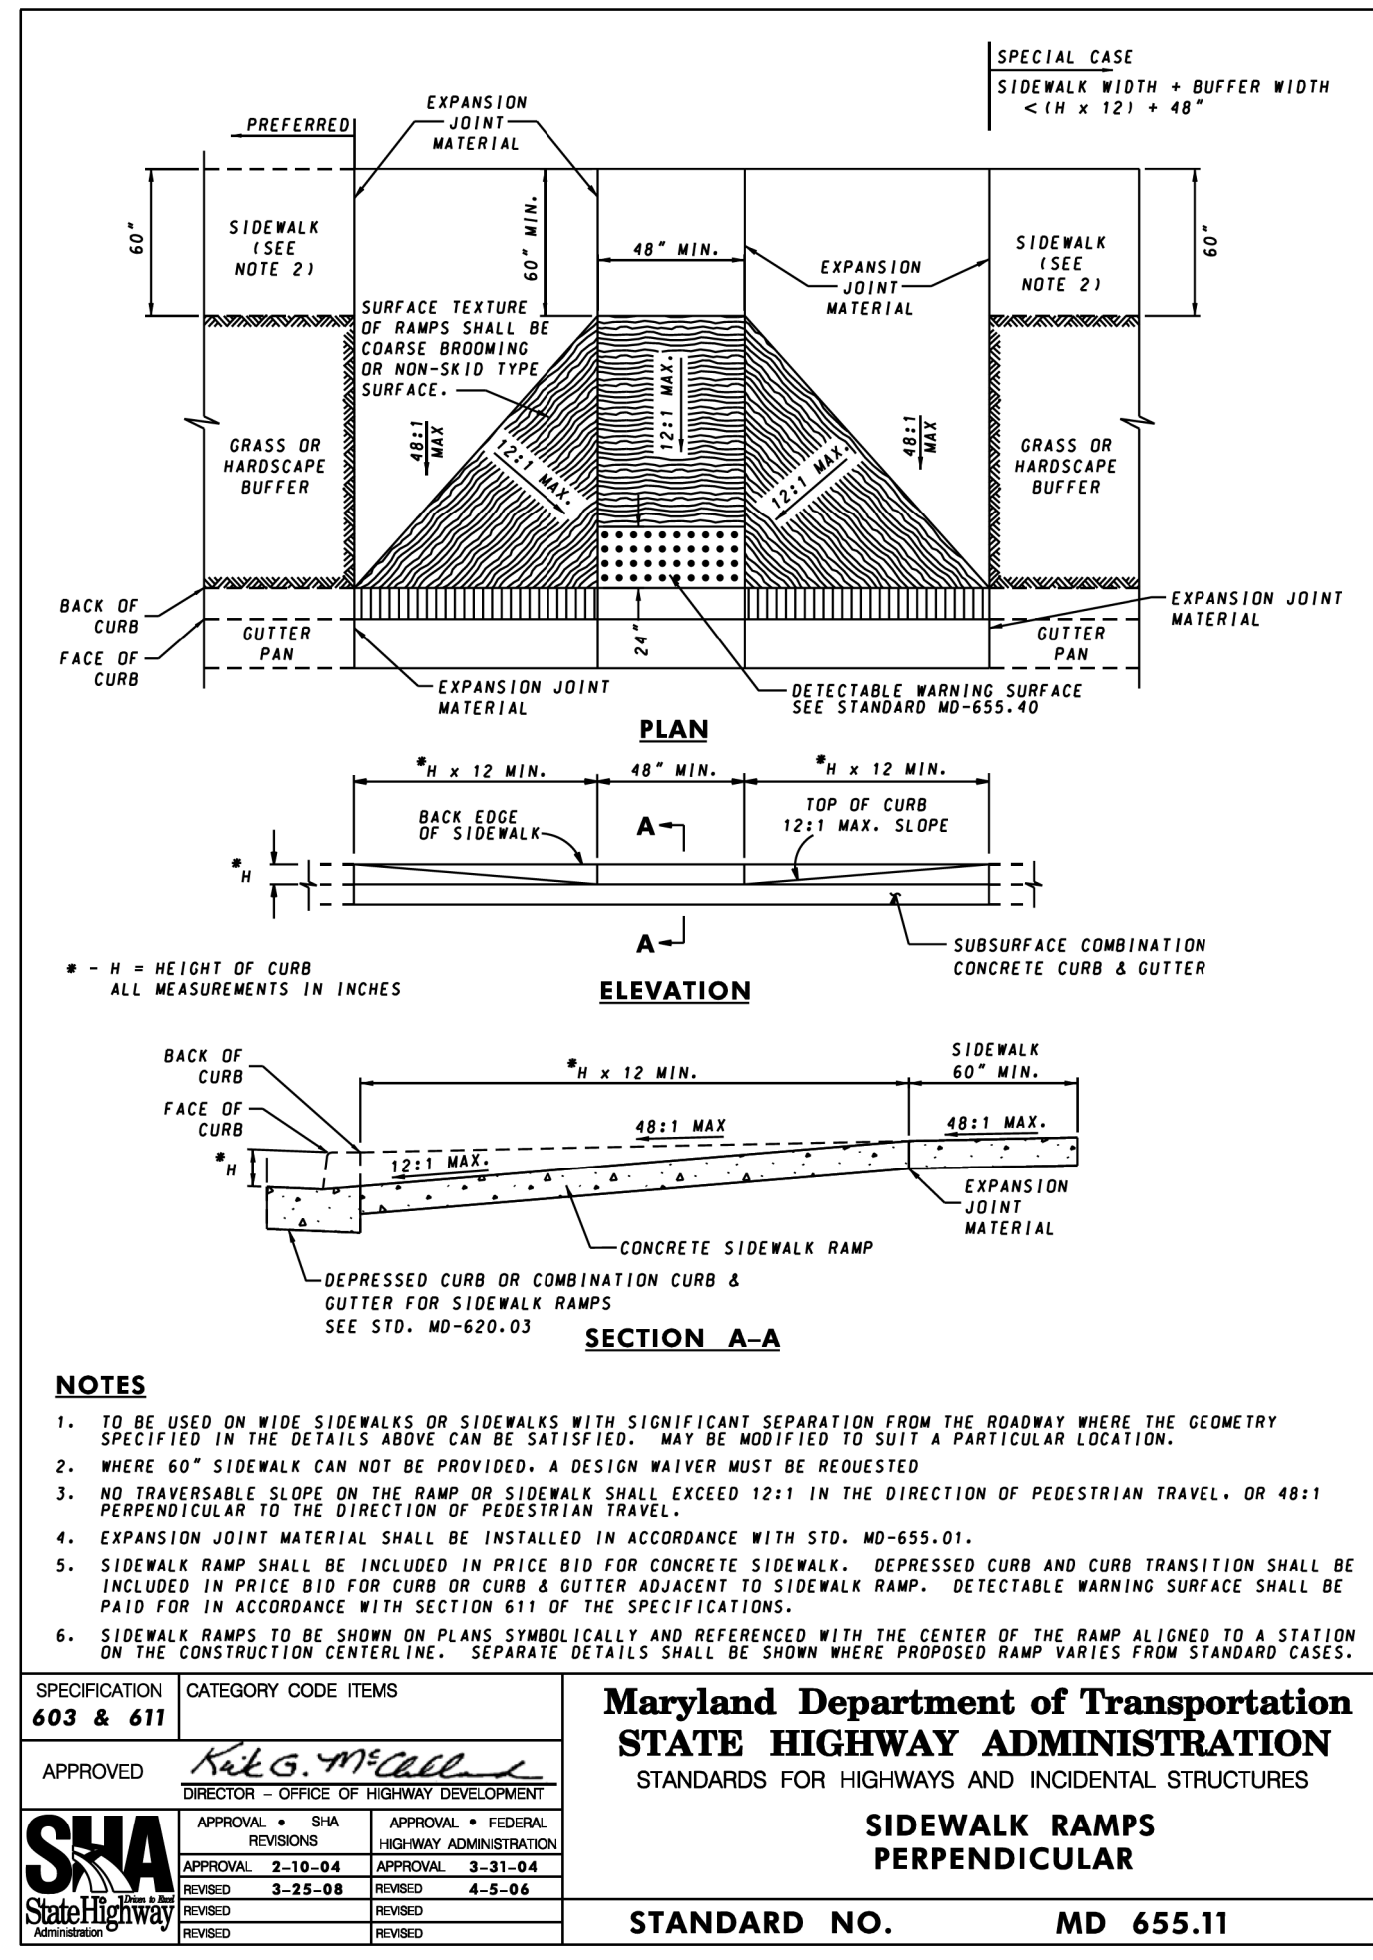 SPECIAL CASE
SIDEWALK WIDTH + BUFFER WIDTH
< (H x 12) + 48"
EXPANSION
JOINT
MATERIAL
PREFERRED
60"
SIDEWALK
(SEE
NOTE 2)
60" MIN.
48" MIN.
EXPANSION
JOINT
MATERIAL
SIDEWALK
(SEE
NOTE 2)
60"
SURFACE TEXTURE
OF RAMPS SHALL BE
COARSE BROOMING
OR NON-SKID TYPE
SURFACE.
12:1 MAX.
48:1
MAX
12:1 MAX.
12:1 MAX.
48:1
MAX
GRASS OR
HARDSCAPE
BUFFER
GRASS OR
HARDSCAPE
BUFFER
BACK OF
CURB
FACE OF
CURB
GUTTER
PAN
24"
GUTTER
PAN
EXPANSION JOINT
MATERIAL
EXPANSION JOINT
MATERIAL
DETECTABLE WARNING SURFACE
SEE STANDARD MD-655.40
PLAN
*H x 12 MIN.
48" MIN.
*H x 12 MIN.
BACK EDGE
OF SIDEWALK
A
TOP OF CURB
12:1 MAX. SLOPE
*H
A
SUBSURFACE COMBINATION
CONCRETE CURB & GUTTER
* - H = HEIGHT OF CURB
ALL MEASUREMENTS IN INCHES
ELEVATION
BACK OF
CURB
FACE OF
CURB
*H x 12 MIN.
SIDEWALK
60" MIN.
48:1 MAX
48:1 MAX.
*H
12:1 MAX.
EXPANSION
JOINT
MATERIAL
CONCRETE SIDEWALK RAMP
DEPRESSED CURB OR COMBINATION CURB &
GUTTER FOR SIDEWALK RAMPS
SEE STD. MD-620.03
SECTION A-A
NOTES
1. TO BE USED ON WIDE SIDEWALKS OR SIDEWALKS WITH SIGNIFICANT SEPARATION FROM THE ROADWAY WHERE THE GEOMETRY
SPECIFIED IN THE DETAILS ABOVE CAN BE SATISFIED. MAY BE MODIFIED TO SUIT A PARTICULAR LOCATION.
2. WHERE 60" SIDEWALK CAN NOT BE PROVIDED, A DESIGN WAIVER MUST BE REQUESTED
3. NO TRAVERSABLE SLOPE ON THE RAMP OR SIDEWALK SHALL EXCEED 12:1 IN THE DIRECTION OF PEDESTRIAN TRAVEL, OR 48:1
PERPENDICULAR TO THE DIRECTION OF PEDESTRIAN TRAVEL.
4. EXPANSION JOINT MATERIAL SHALL BE INSTALLED IN ACCORDANCE WITH STD. MD-655.01.
5. SIDEWALK RAMP SHALL BE INCLUDED IN PRICE BID FOR CONCRETE SIDEWALK. DEPRESSED CURB AND CURB TRANSITION SHALL BE
INCLUDED IN PRICE BID FOR CURB OR CURB & GUTTER ADJACENT TO SIDEWALK RAMP. DETECTABLE WARNING SURFACE SHALL BE
PAID FOR IN ACCORDANCE WITH SECTION 611 OF THE SPECIFICATIONS.
6. SIDEWALK RAMPS TO BE SHOWN ON PLANS SYMBOLICALLY AND REFERENCED WITH THE CENTER OF THE RAMP ALIGNED TO A STATION
ON THE CONSTRUCTION CENTERLINE. SEPARATE DETAILS SHALL BE SHOWN WHERE PROPOSED RAMP VARIES FROM STANDARD CASES.
SPECIFICATION
603 & 611
CATEGORY CODE ITEMS
APPROVED
Kirk G. McClelland
DIRECTOR - OFFICE OF HIGHWAY DEVELOPMENT
SHA
Driven to Excel
StateHighway
Administration
APPROVAL • SHA
REVISIONS
APPROVAL • FEDERAL
HIGHWAY ADMINISTRATION
APPROVAL 2-10-04
APPROVAL 3-31-04
REVISED 3-25-08
REVISED 4-5-06
REVISED
REVISED
REVISED
REVISED
Maryland Department of Transportation
STATE HIGHWAY ADMINISTRATION
STANDARDS FOR HIGHWAYS AND INCIDENTAL STRUCTURES
SIDEWALK RAMPS
PERPENDICULAR
STANDARD NO. MD 655.11